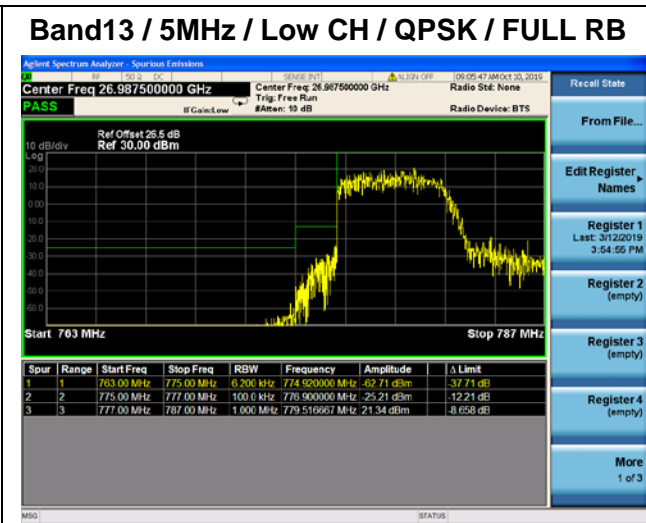 Band13 / 5MHz / Low CH / QPSK / FULL RB
Agilent Spectrum Analyzer - Spurious Emissions
RF 50 Ω DC SENSE:INT ALIGN OFF 09:05:47 AM Oct 10, 2019
Center Freq 26.987500000 GHz
Center Freq: 26.987500000 GHz
Radio Std: None
Trig: Free Run
PASS
IFGain:Low
#Atten: 10 dB
Radio Device: BTS
Ref Offset 26.5 dB
10 dB/div Ref 30.00 dBm
Log
20.0
10.0
0.00
-10.0
-20.0
-30.0
-40.0
-50.0
-60.0
Start 763 MHz Stop 787 MHz
Spur Range Start Freq Stop Freq RBW Frequency Amplitude Δ Limit
1 1 763.00 MHz 775.00 MHz 6.200 kHz 774.920000 MHz -62.71 dBm -37.71 dB
2 2 775.00 MHz 777.00 MHz 100.0 kHz 776.900000 MHz -25.21 dBm -12.21 dB
3 3 777.00 MHz 787.00 MHz 1.000 MHz 779.516667 MHz 21.34 dBm -8.658 dB
MSG STATUS
Recall State
From File...
Edit Register
Names
Register 1
Last: 3/12/2019
3:54:55 PM
Register 2
(empty)
Register 3
(empty)
Register 4
(empty)
More
1 of 3